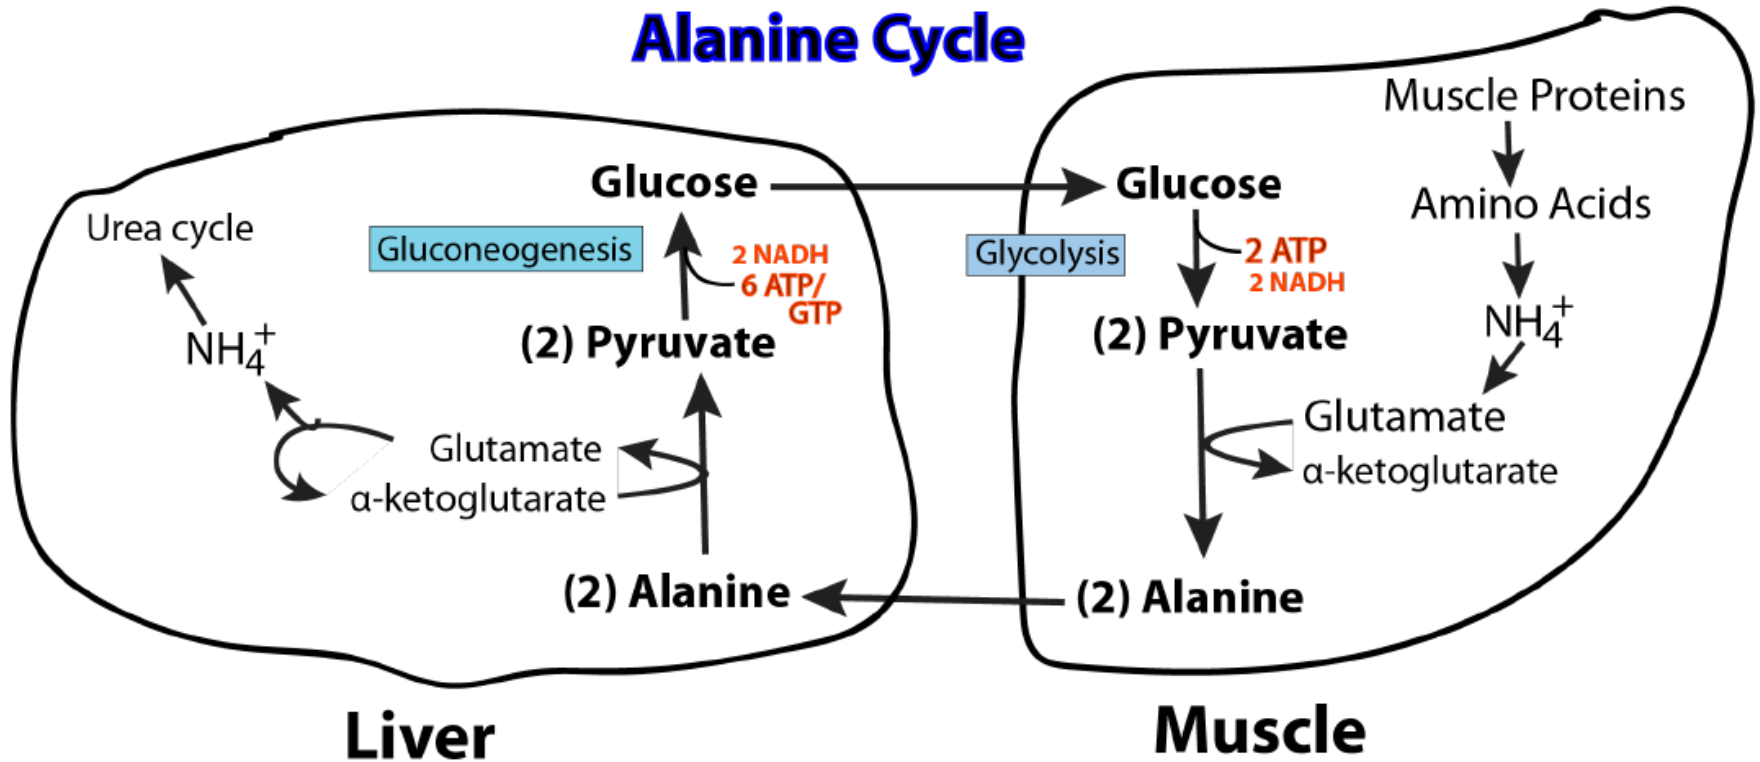 Alanine Cycle
Glucose
Urea cycle
Gluconeogenesis
2 NADH
6 ATP/
GTP
NH₄⁺
(2) Pyruvate
Glutamate
α-ketoglutarate
(2) Alanine
Liver
Muscle Proteins
Glucose
Amino Acids
Glycolysis
2 ATP
2 NADH
NH₄⁺
(2) Pyruvate
Glutamate
α-ketoglutarate
(2) Alanine
Muscle